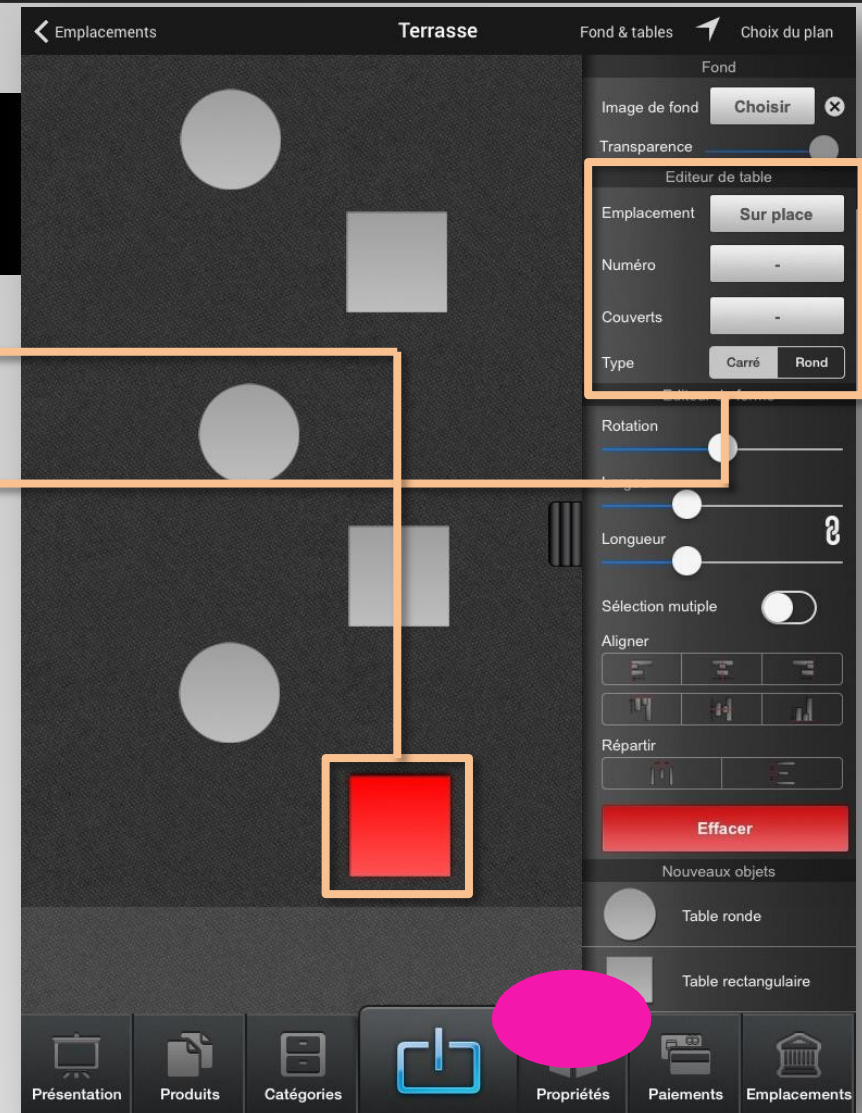 Emplacements
Terrasse
Fond & tables
Choix du plan
Fond
Image de fond
Choisir
Transparence
Editeur de table
Emplacement
Sur place
Numéro
-
Couverts
-
Type
Carré
Rond
Rotation
Longueur
Sélection mutiple
Aligner
Répartir
Effacer
Nouveaux objets
Table ronde
Table rectangulaire
Présentation
Produits
Catégories
Propriétés
Paiements
Emplacements